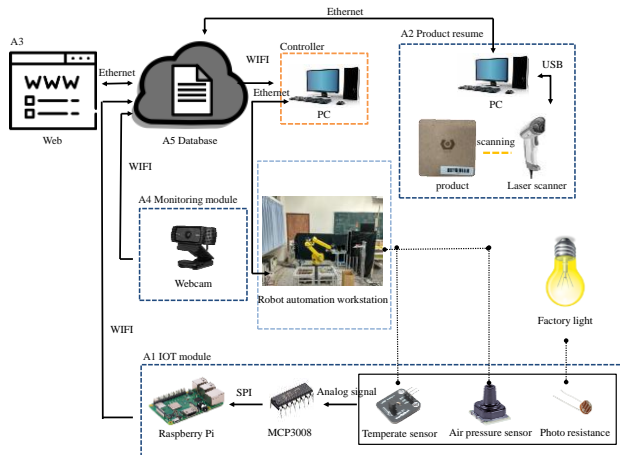 Ethernet
A3
WWW
Web
Ethernet
A5 Database
WIFI
Controller
Ethernet
PC
A2 Product resume
PC
USB
scanning
product
Laser scanner
WIFI
A4 Monitoring module
Webcam
Robot automation workstation
Factory light
WIFI
A1 IOT module
Raspberry Pi
SPI
MCP3008
Analog signal
Temperate sensor
Air pressure sensor
Photo resistance